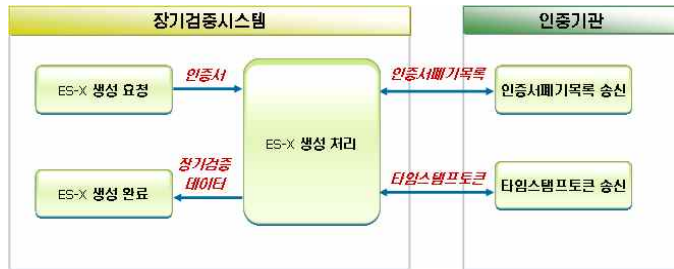 장기검증시스템
인증기관
ES-X 생성 요청
인증서
ES-X 생성 처리
인증서폐기목록
인증서폐기목록 송신
ES-X 생성 완료
장기검증
데이터
타임스탬프토큰
타임스탬프토큰 송신